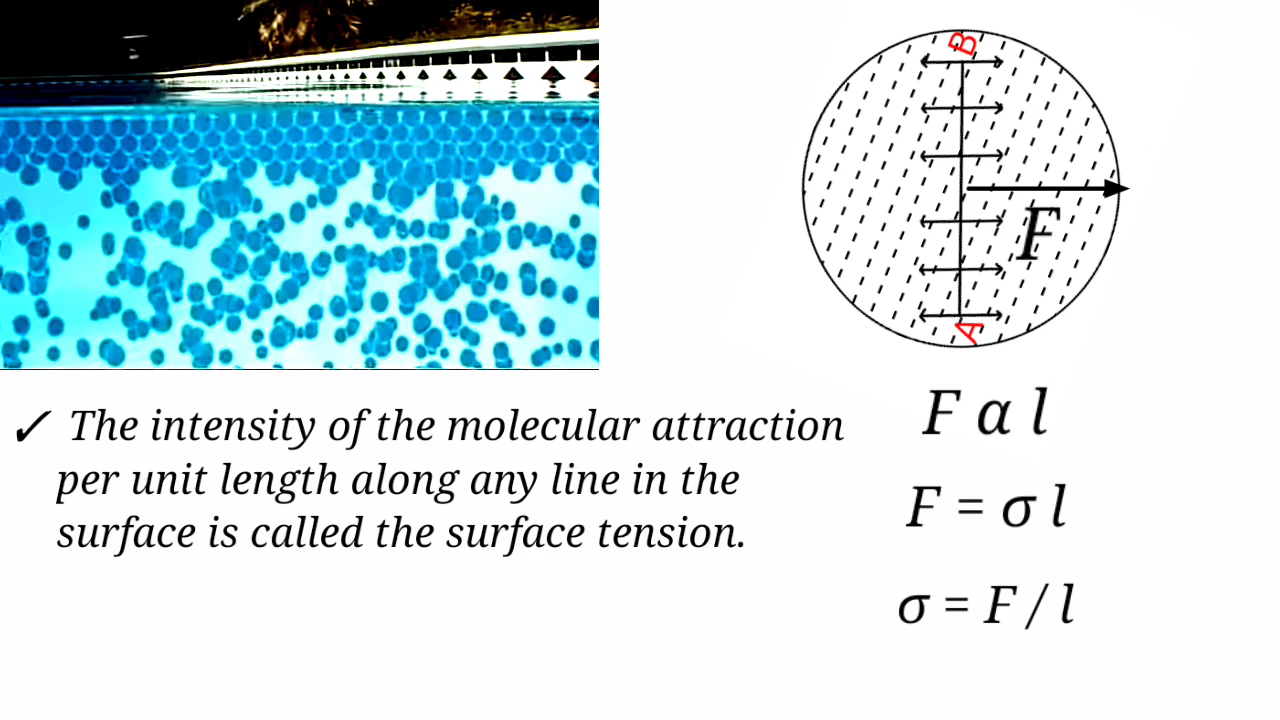 B
F
A
✓ The intensity of the molecular attraction
per unit length along any line in the
surface is called the surface tension.
F α l
F = σ l
σ = F / l